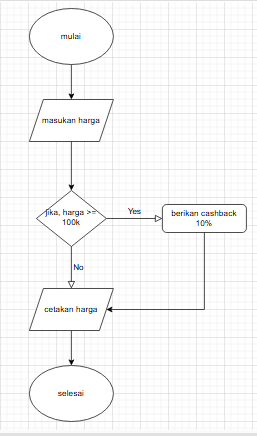 mulai
masukan harga
jika, harga >=
100k
Yes
berikan cashback
10%
No
cetakan harga
selesai